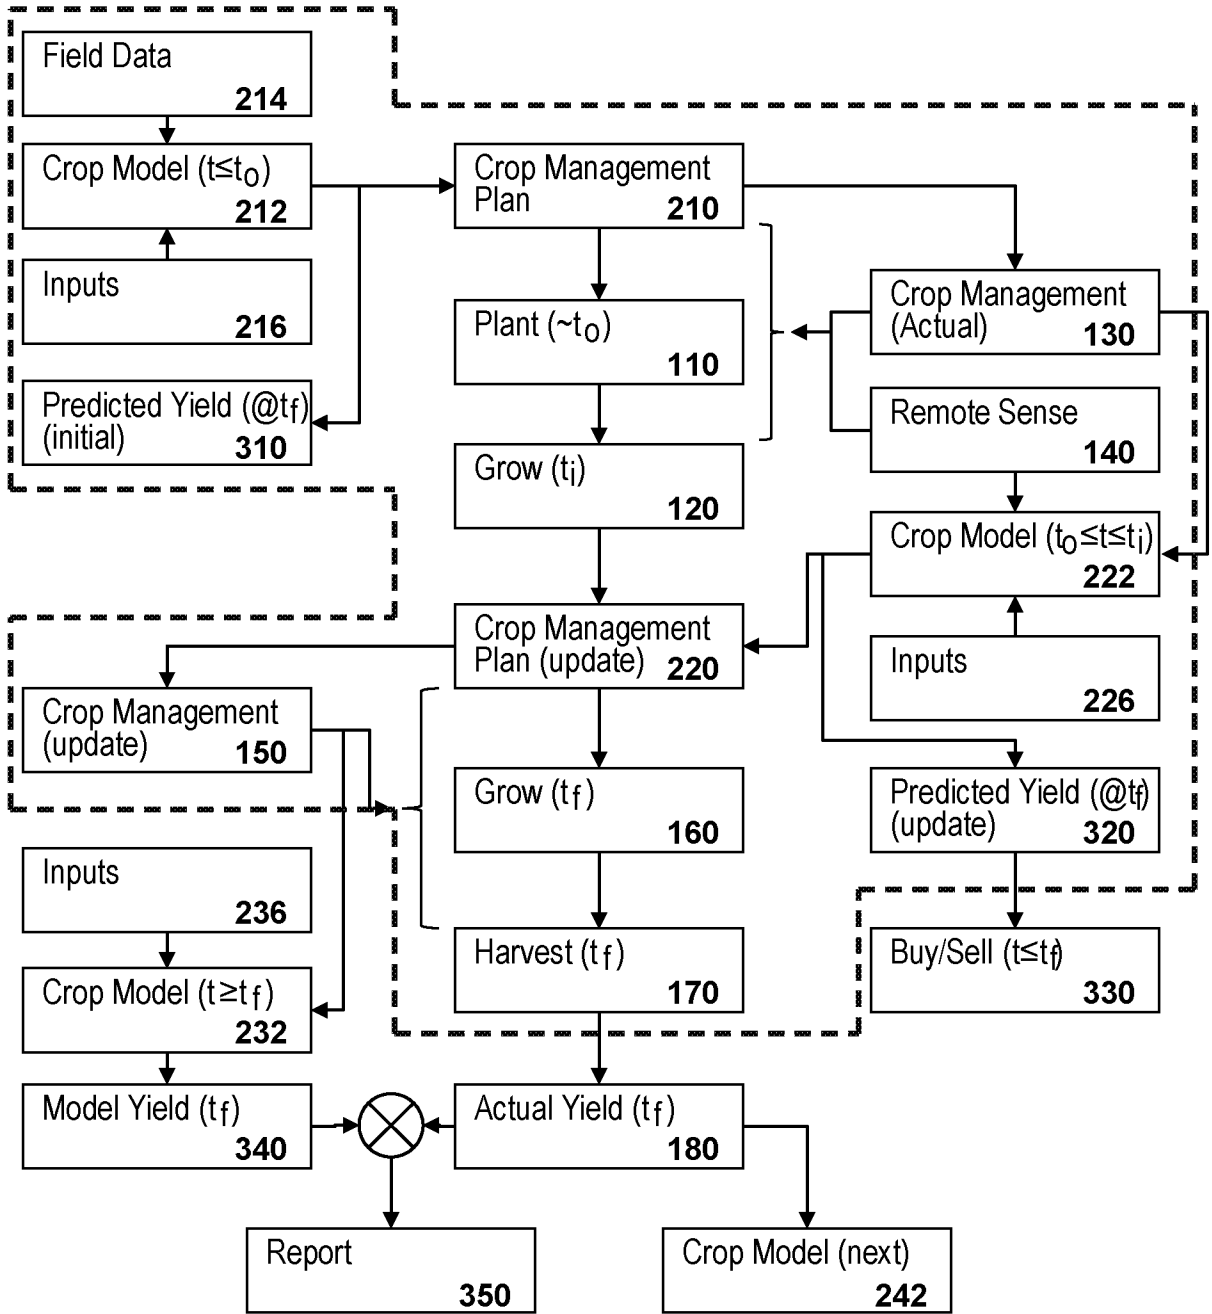 Field Data
214
Crop Model (t≤to)
212
Inputs
216
Predicted Yield (@tf)
(initial)
310
Crop Management
Plan
210
Plant (~to)
110
Grow (ti)
120
Crop Management
(Actual)
130
Remote Sense
140
Crop Model (to≤t≤ti)
222
Inputs
226
Crop Management
Plan (update)
220
Crop Management
(update)
150
Grow (tf)
160
Predicted Yield (@tf)
(update)
320
Inputs
236
Harvest (tf)
170
Buy/Sell (t≤tf)
330
Crop Model (t≥tf)
232
Model Yield (tf)
340
Actual Yield (tf)
180
Report
350
Crop Model (next)
242